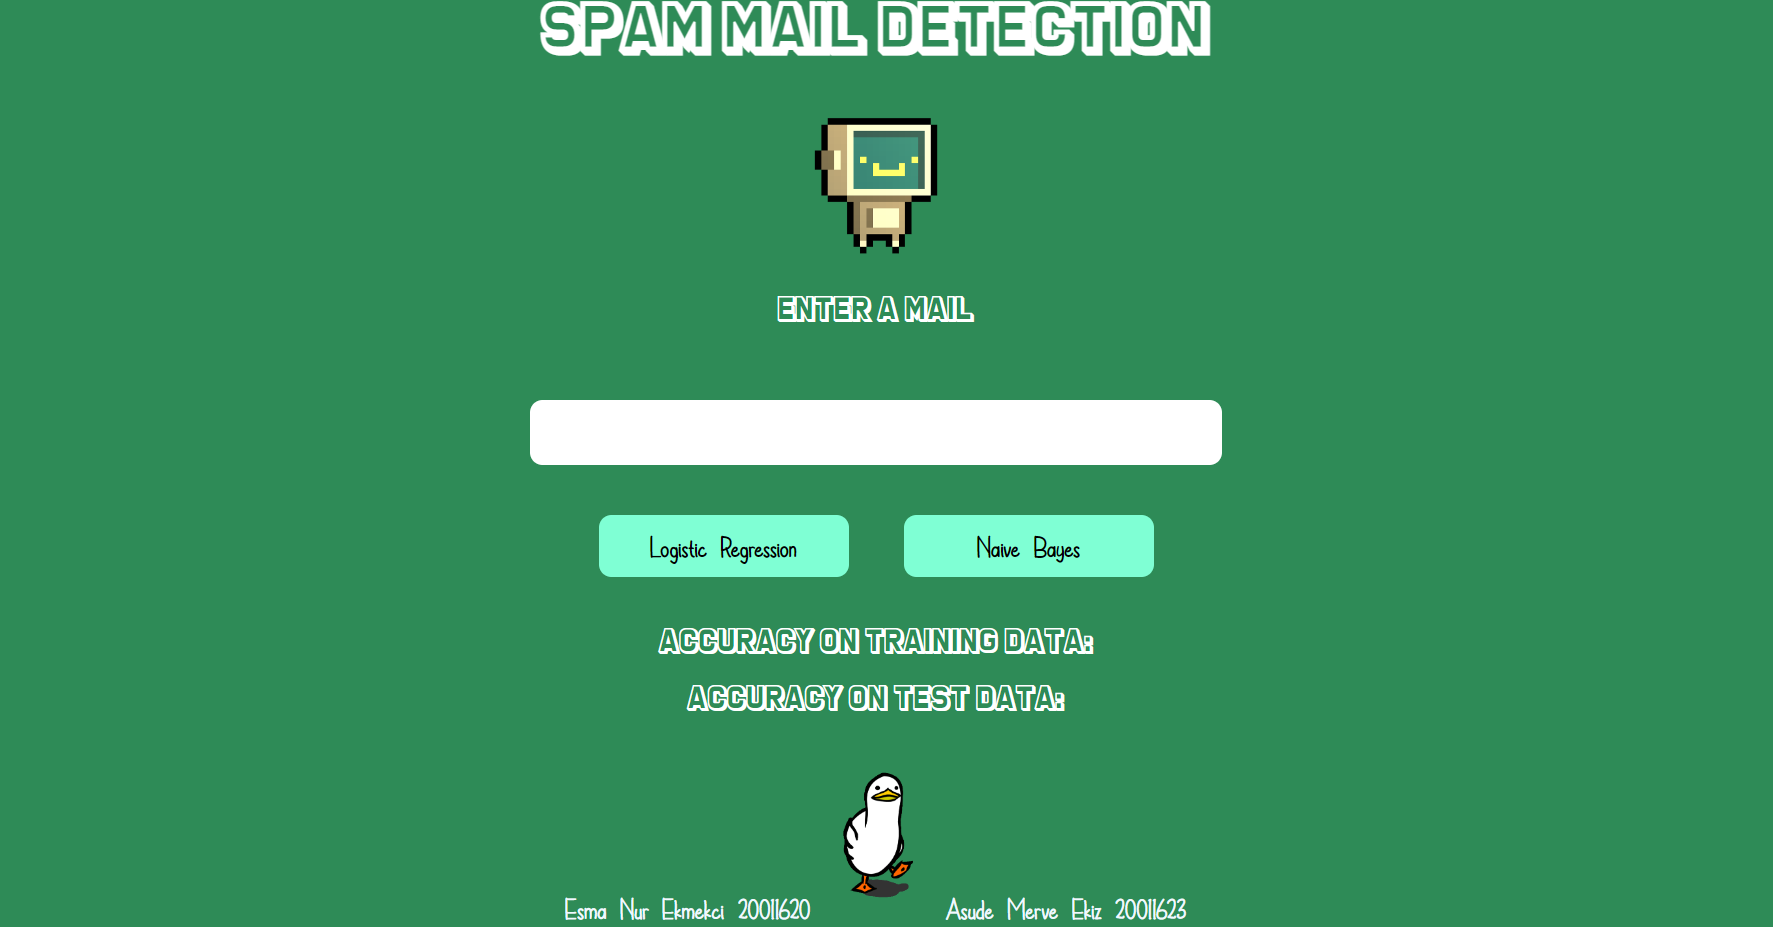 SPAM MAIL DETECTION
ENTER A MAIL
Logistic Regression
Naive Bayes
ACCURACY ON TRAINING DATA:
ACCURACY ON TEST DATA:
Esma Nur Ekmekci 20011620
Asude Merve Ekiz 20011623